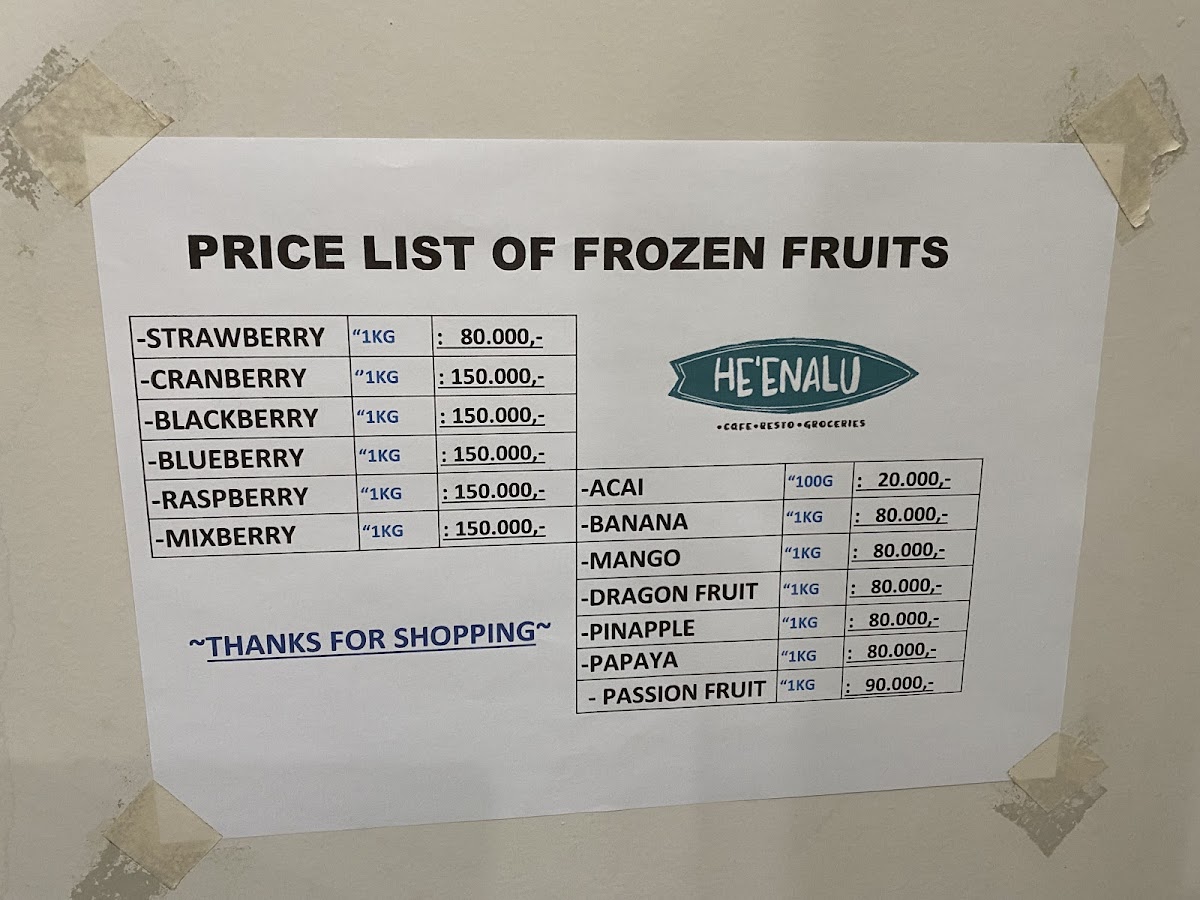 PRICE LIST OF FROZEN FRUITS
-STRAWBERRY “1KG : 80.000,-
-CRANBERRY “1KG : 150.000,-
-BLACKBERRY “1KG : 150.000,-
-BLUEBERRY “1KG : 150.000,-
-RASPBERRY “1KG : 150.000,-
-MIXBERRY “1KG : 150.000,-
~THANKS FOR SHOPPING~
HE'ENALU
•CAFE•RESTO•GROCERIES
-ACAI “100G : 20.000,-
-BANANA “1KG : 80.000,-
-MANGO “1KG : 80.000,-
-DRAGON FRUIT “1KG : 80.000,-
-PINAPPLE “1KG : 80.000,-
-PAPAYA “1KG : 80.000,-
- PASSION FRUIT “1KG : 90.000,-